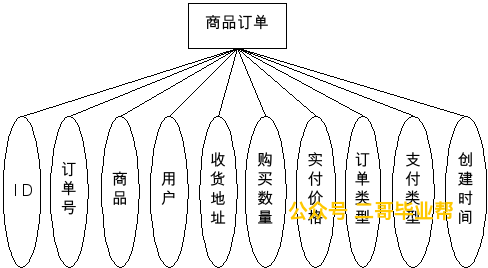 商品订单
ID
订单号
商品
用户
收货地址
购买数量
实付价格
订单类型
支付类型
创建时间
公众号 二哥毕业帮